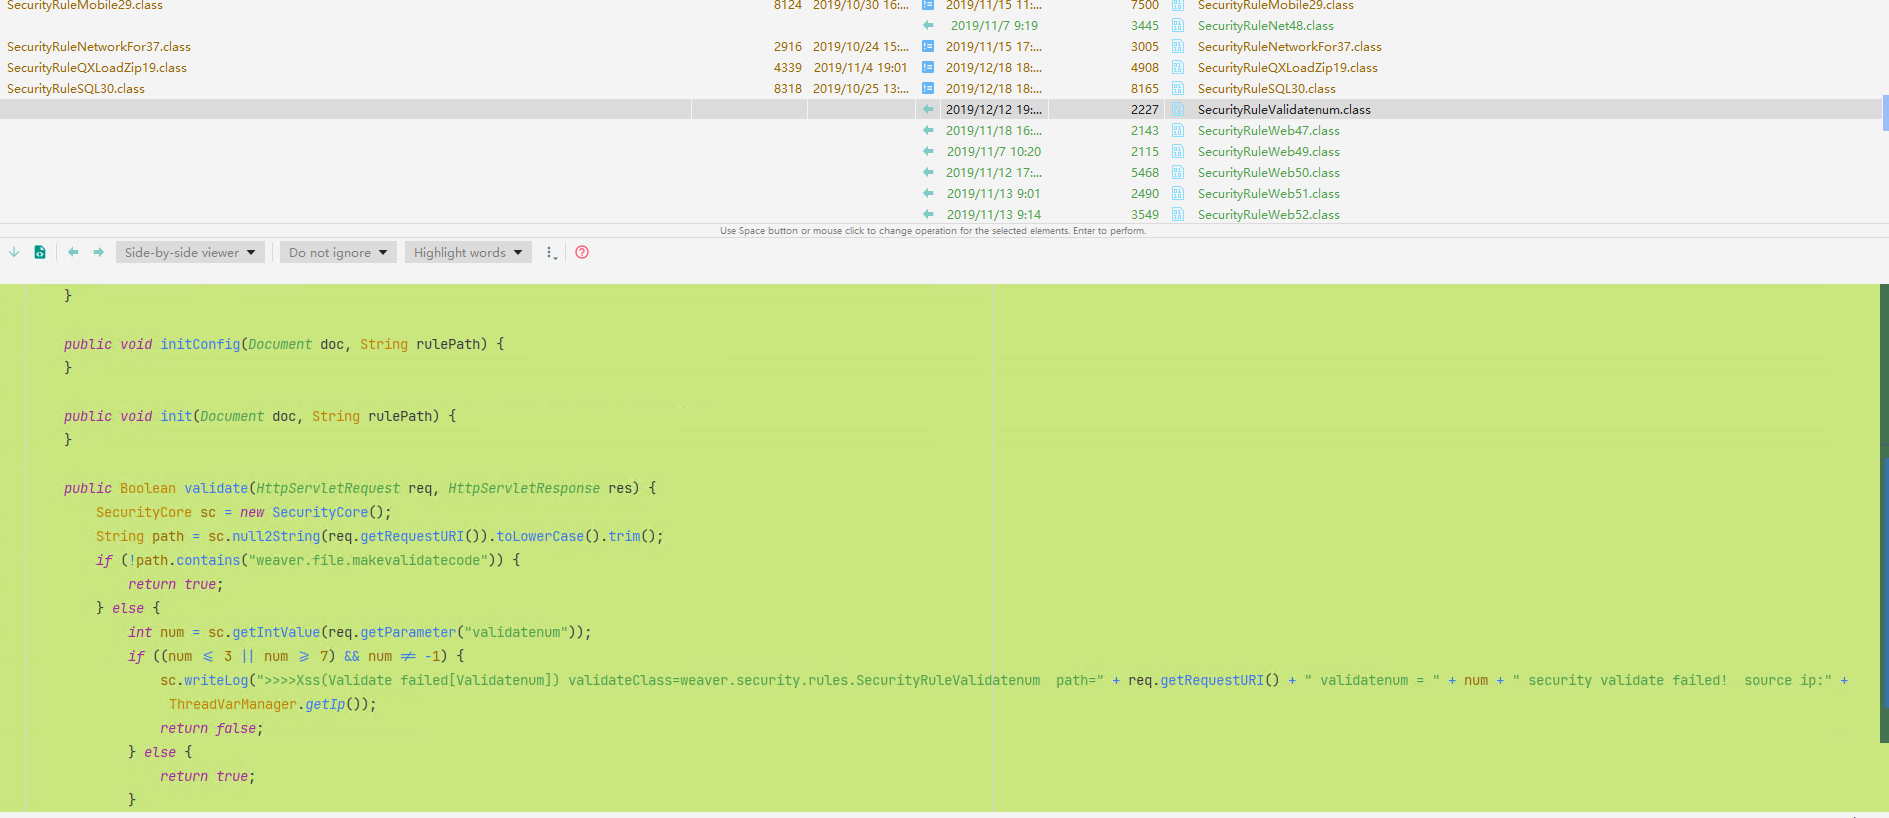 SecurityRuleMobile29.class 8124 2019/10/30 16:... != 2019/11/15 11:... 7500 SecurityRuleMobile29.class
2019/11/7 9:19 3445 SecurityRuleNet48.class
SecurityRuleNetworkFor37.class 2916 2019/10/24 15:... != 2019/11/15 17:... 3005 SecurityRuleNetworkFor37.class
SecurityRuleQXLoadZip19.class 4339 2019/11/4 19:01 != 2019/12/18 18:... 4908 SecurityRuleQXLoadZip19.class
SecurityRuleSQL30.class 8318 2019/10/25 13:... != 2019/12/18 18:... 8165 SecurityRuleSQL30.class
2019/12/12 19:... 2227 SecurityRuleValidatenum.class
2019/11/18 16:... 2143 SecurityRuleWeb47.class
2019/11/7 10:20 2115 SecurityRuleWeb49.class
2019/11/12 17:... 5468 SecurityRuleWeb50.class
2019/11/13 9:01 2490 SecurityRuleWeb51.class
2019/11/13 9:14 3549 SecurityRuleWeb52.class
Use Space button or mouse click to change operation for the selected elements. Enter to perform.
Side-by-side viewer Do not ignore Highlight words
}
public void initConfig(Document doc, String rulePath) {
}
public void init(Document doc, String rulePath) {
}
public Boolean validate(HttpServletRequest req, HttpServletResponse res) {
SecurityCore sc = new SecurityCore();
String path = sc.null2String(req.getRequestURI()).toLowerCase().trim();
if (!path.contains("weaver.file.makevalidatecode")) {
return true;
} else {
int num = sc.getIntValue(req.getParameter("validatenum"));
if ((num ⩽ 3 || num ⩾ 7) && num ≠ -1) {
sc.writeLog(">>>>Xss(Validate failed[Validatenum]) validateClass=weaver.security.rules.SecurityRuleValidatenum  path=" + req.getRequestURI() + " validatenum = " + num + " security validate failed!  source ip:" +
ThreadVarManager.getIp());
return false;
} else {
return true;
}